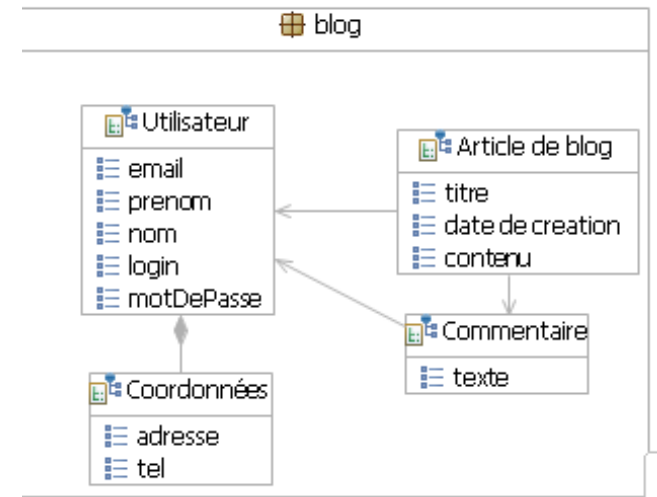 blog
Utilisateur
email
prenom
nom
login
motDePasse
Article de blog
titre
date de creation
contenu
Commentaire
texte
Coordonnées
adresse
tel